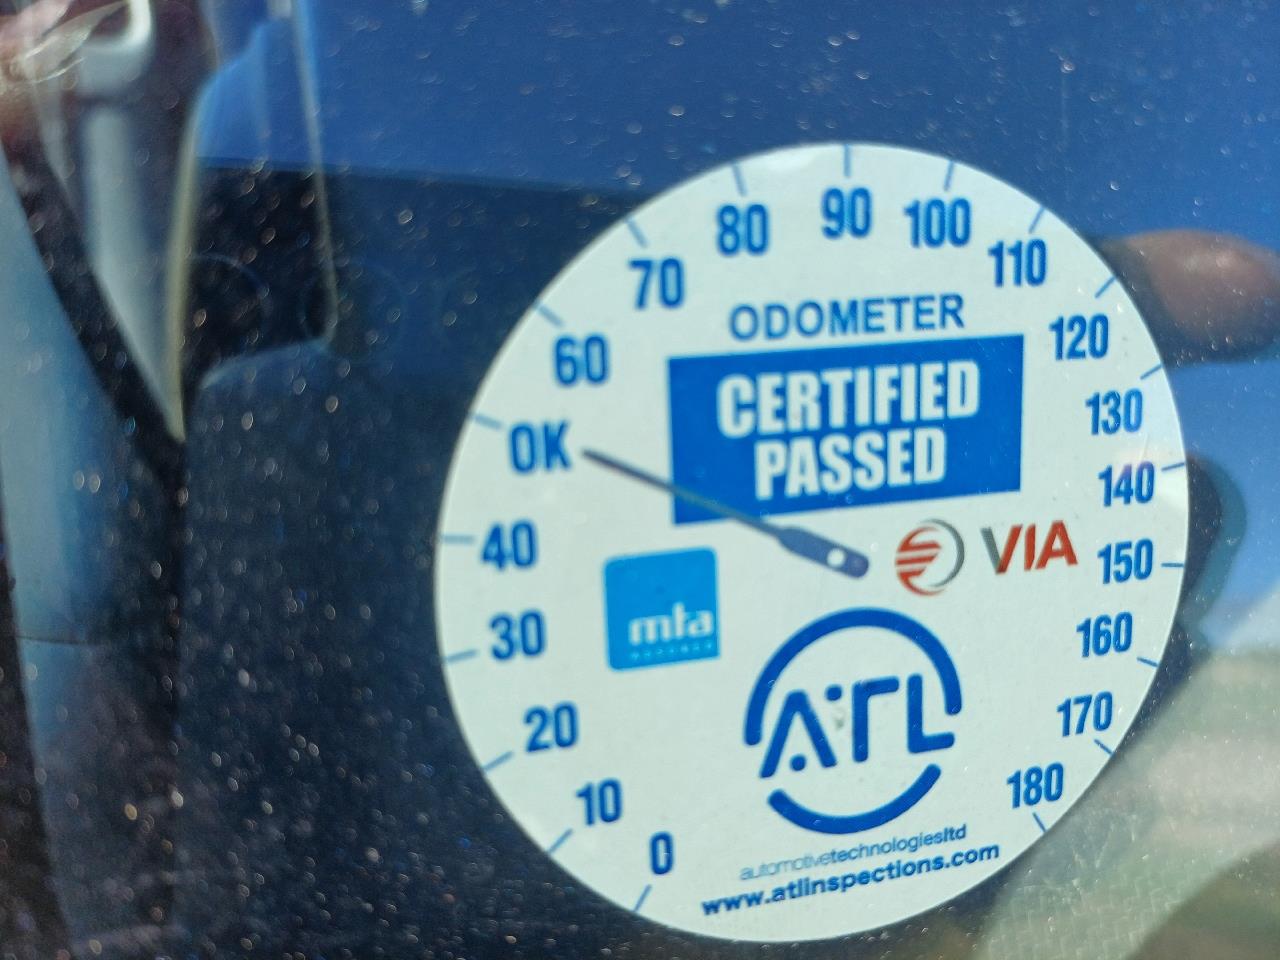 80 90 100
70 110
ODOMETER
60 120
CERTIFIED
PASSED
OK 130
140
40 VIA 150
mta
30 160
ATL
20 170
10 180
0
automotivetechnologiesltd
www.atlinspections.com